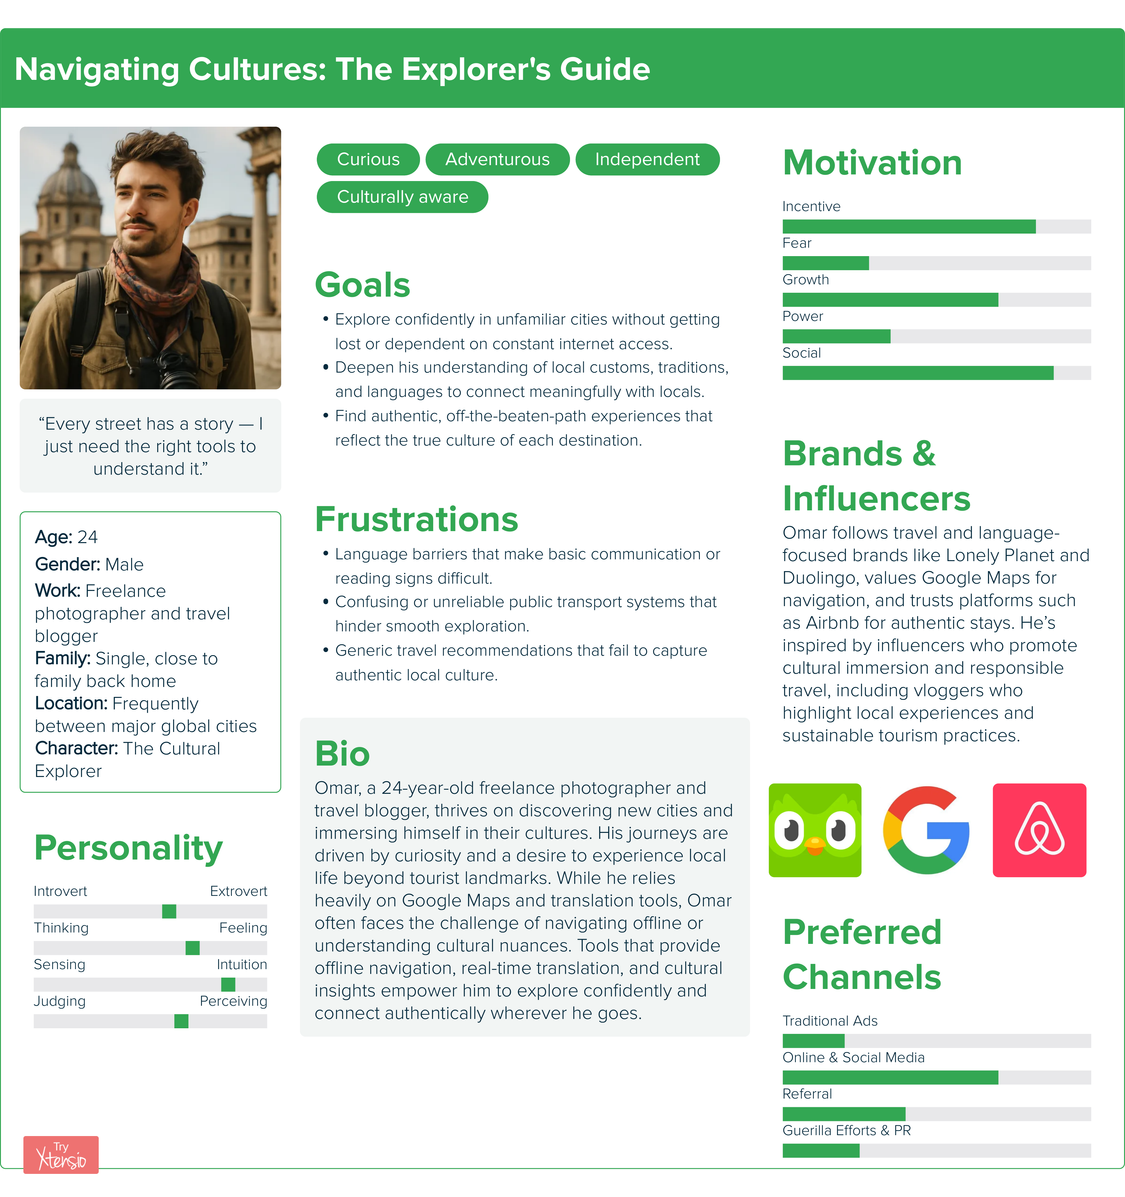 Navigating Cultures: The Explorer's Guide
“Every street has a story — I
just need the right tools to
understand it.”
Age: 24
Gender: Male
Work: Freelance
photographer and travel
blogger
Family: Single, close to
family back home
Location: Frequently
between major global cities
Character: The Cultural
Explorer
Personality
Introvert Extrovert
Thinking Feeling
Sensing Intuition
Judging Perceiving
Curious Adventurous Independent
Culturally aware
Goals
• Explore confidently in unfamiliar cities without getting
lost or dependent on constant internet access.
• Deepen his understanding of local customs, traditions,
and languages to connect meaningfully with locals.
• Find authentic, off-the-beaten-path experiences that
reflect the true culture of each destination.
Frustrations
• Language barriers that make basic communication or
reading signs difficult.
• Confusing or unreliable public transport systems that
hinder smooth exploration.
• Generic travel recommendations that fail to capture
authentic local culture.
Bio
Omar, a 24-year-old freelance photographer and
travel blogger, thrives on discovering new cities and
immersing himself in their cultures. His journeys are
driven by curiosity and a desire to experience local
life beyond tourist landmarks. While he relies
heavily on Google Maps and translation tools, Omar
often faces the challenge of navigating offline or
understanding cultural nuances. Tools that provide
offline navigation, real-time translation, and cultural
insights empower him to explore confidently and
connect authentically wherever he goes.
Motivation
Incentive
Fear
Growth
Power
Social
Brands &
Influencers
Omar follows travel and language-
focused brands like Lonely Planet and
Duolingo, values Google Maps for
navigation, and trusts platforms such
as Airbnb for authentic stays. He’s
inspired by influencers who promote
cultural immersion and responsible
travel, including vloggers who
highlight local experiences and
sustainable tourism practices.
Preferred
Channels
Traditional Ads
Online & Social Media
Referral
Guerilla Efforts & PR
Try
Xtensio